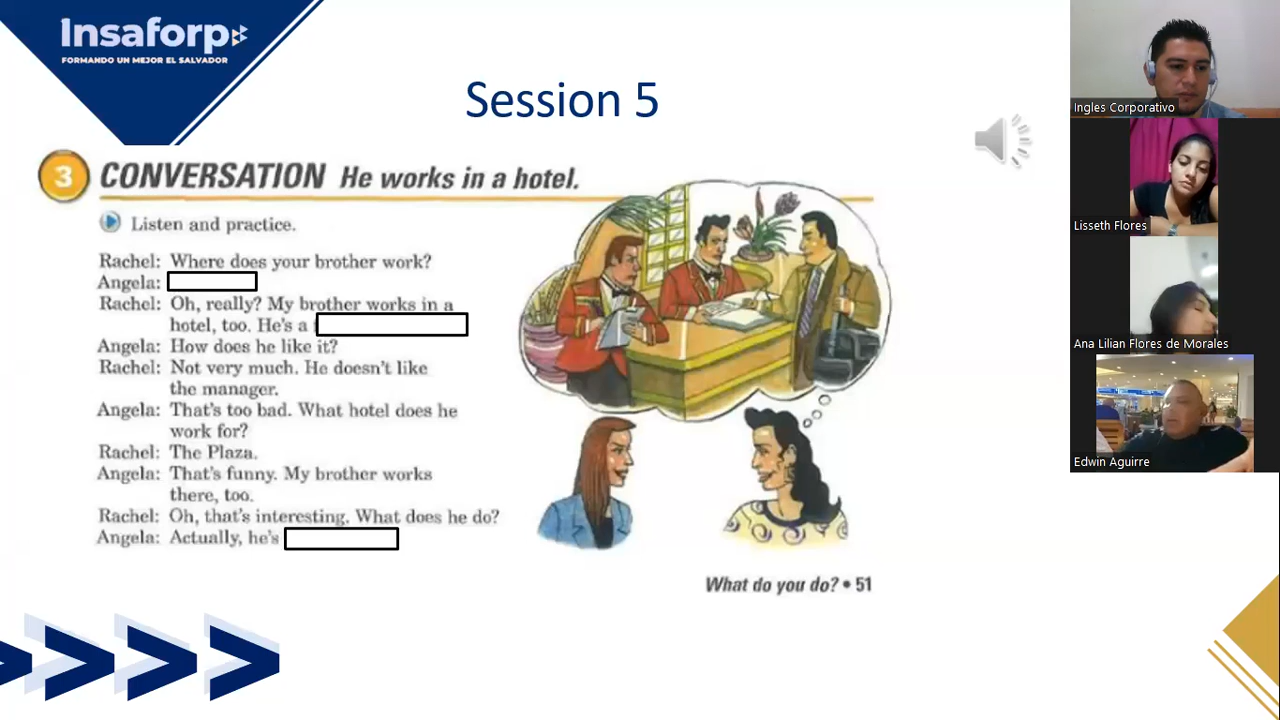 Insaforp
FORMANDO UN MEJOR EL SALVADOR
Session 5
3 CONVERSATION He works in a hotel.
Listen and practice.
Rachel: Where does your brother work?
Angela:
Rachel: Oh, really? My brother works in a
hotel, too. He's a
Angela: How does he like it?
Rachel: Not very much. He doesn't like
the manager.
Angela: That's too bad. What hotel does he
work for?
Rachel: The Plaza.
Angela: That's funny. My brother works
there, too.
Rachel: Oh, that's interesting. What does he do?
Angela: Actually, he's
What do you do? • 51
Ingles Corporativo
Lisseth Flores
Ana Lilian Flores de Morales
Edwin Aguirre